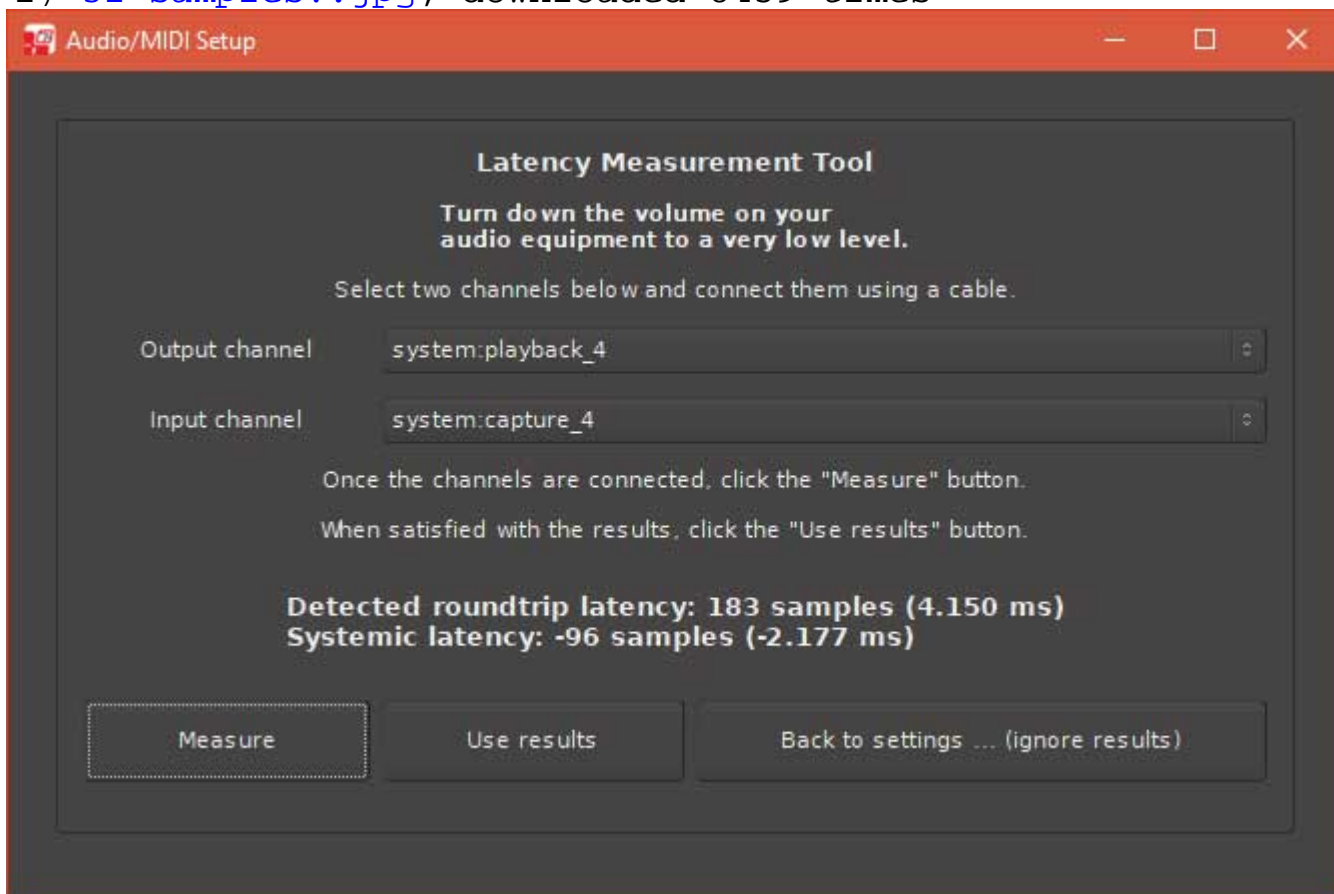 Audio/MIDI Setup
Latency Measurement Tool
Turn down the volume on your
audio equipment to a very low level.
Select two channels below and connect them using a cable.
Output channel system:playback_4
Input channel system:capture_4
Once the channels are connected, click the "Measure" button.
When satisfied with the results, click the "Use results" button.
Detected roundtrip latency: 183 samples (4.150 ms)
Systemic latency: -96 samples (-2.177 ms)
Measure Use results Back to settings ... (ignore results)